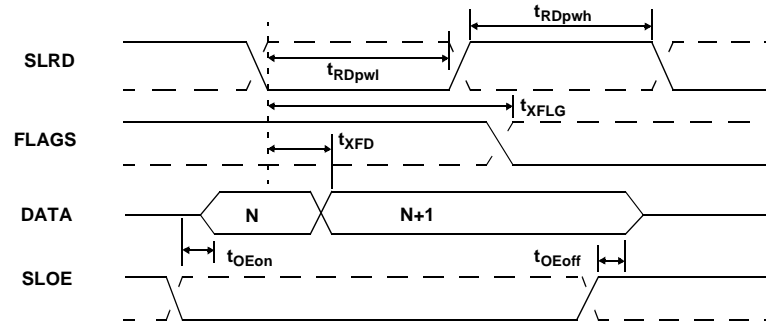 tRDpwh
SLRD
tRDpwl
tXFLG
FLAGS
tXFD
DATA
N
N+1
tOEon
tOEoff
SLOE